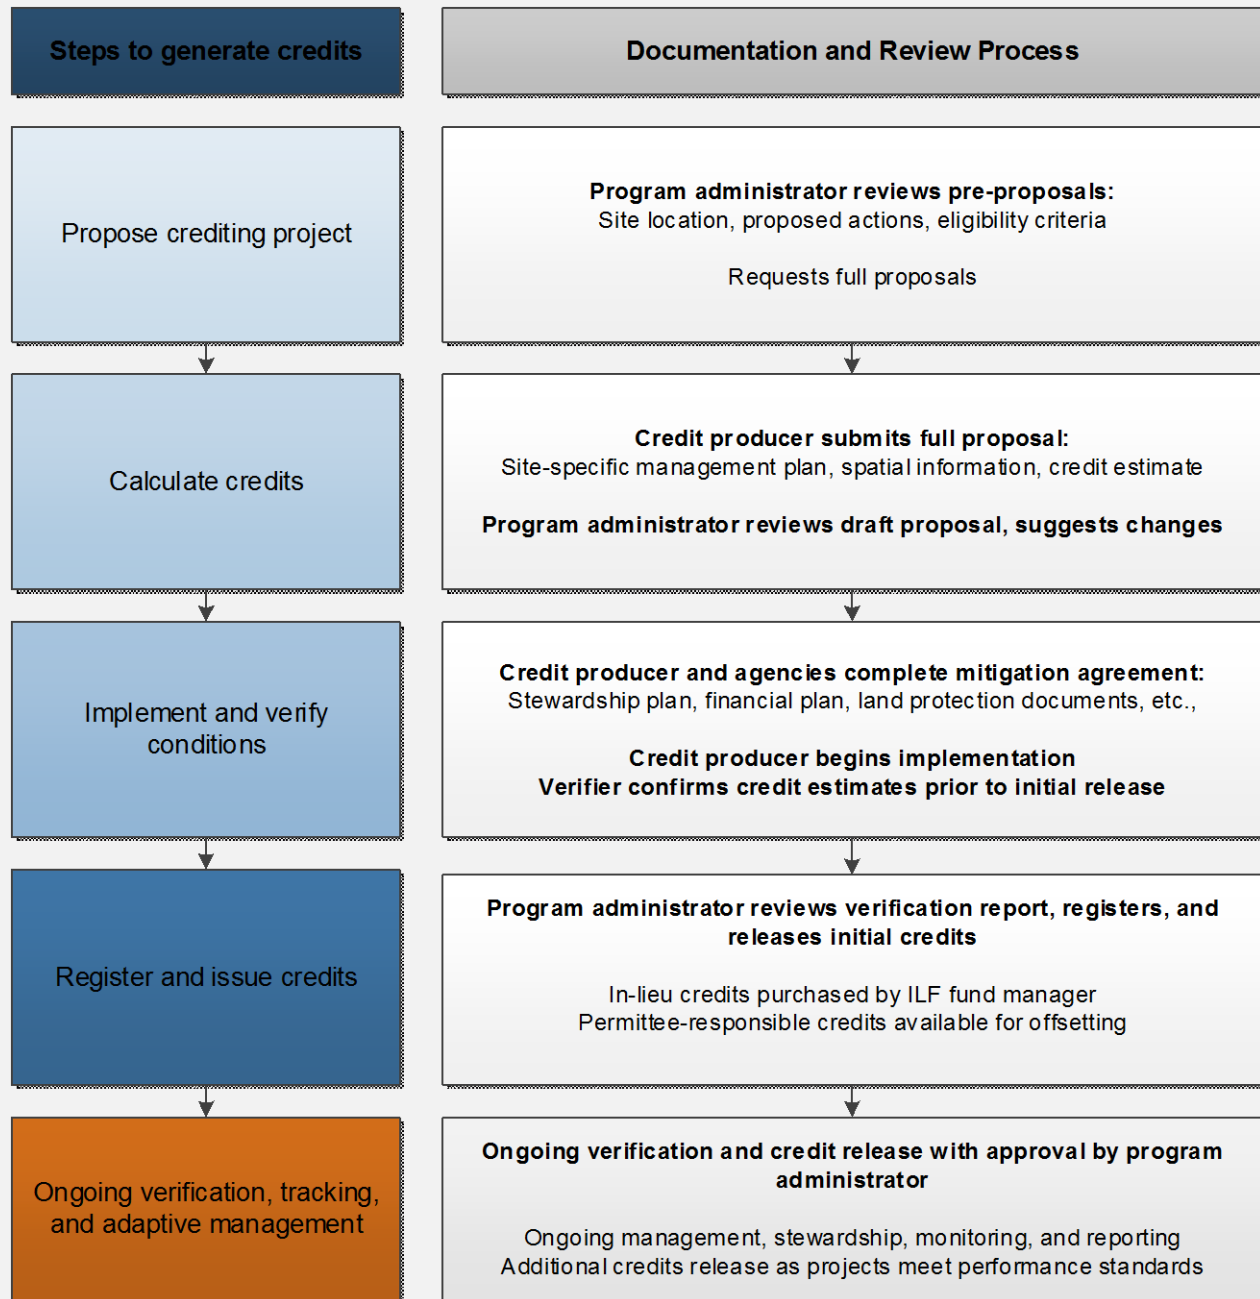 Steps to generate credits
Documentation and Review Process
Propose crediting project
Program administrator reviews pre-proposals:
Site location, proposed actions, eligibility criteria
Requests full proposals
Calculate credits
Credit producer submits full proposal:
Site-specific management plan, spatial information, credit estimate
Program administrator reviews draft proposal, suggests changes
Implement and verify
conditions
Credit producer and agencies complete mitigation agreement:
Stewardship plan, financial plan, land protection documents, etc.,
Credit producer begins implementation
Verifier confirms credit estimates prior to initial release
Register and issue credits
Program administrator reviews verification report, registers, and
releases initial credits
In-lieu credits purchased by ILF fund manager
Permittee-responsible credits available for offsetting
Ongoing verification, tracking,
and adaptive management
Ongoing verification and credit release with approval by program
administrator
Ongoing management, stewardship, monitoring, and reporting
Additional credits release as projects meet performance standards